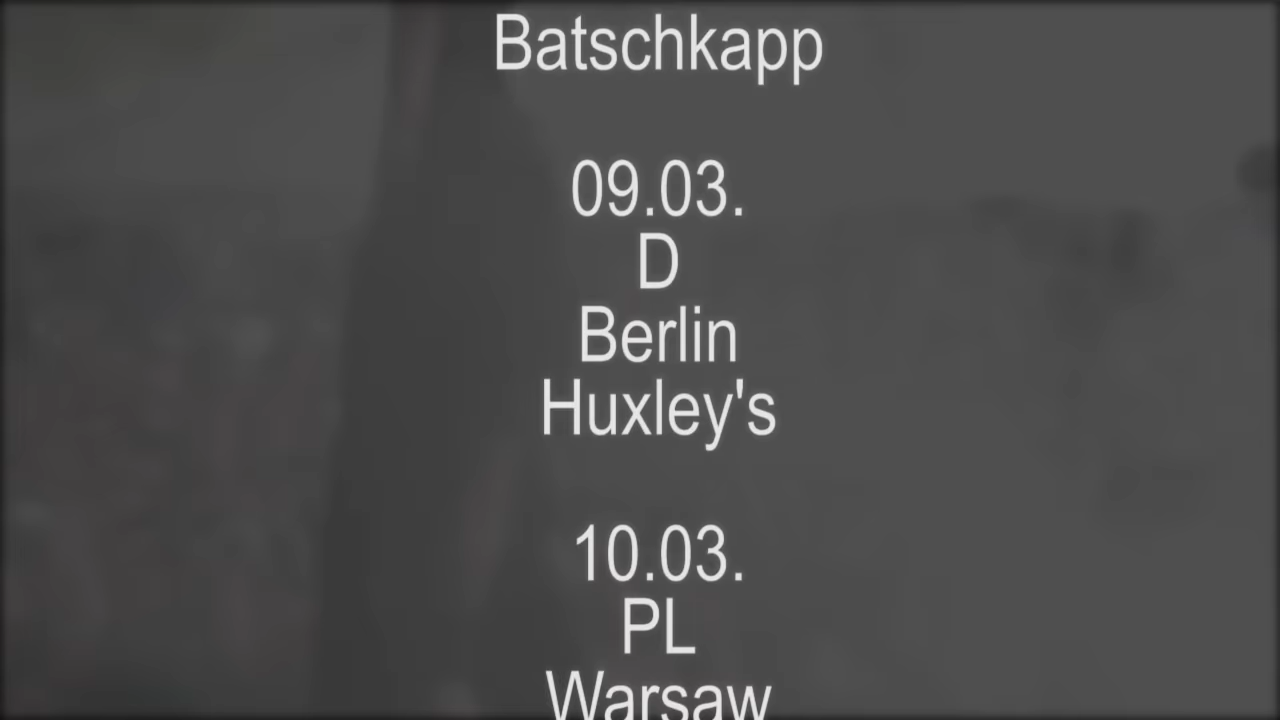 Batschkapp
09.03.
D
Berlin
Huxley's
10.03.
PL
Warsaw